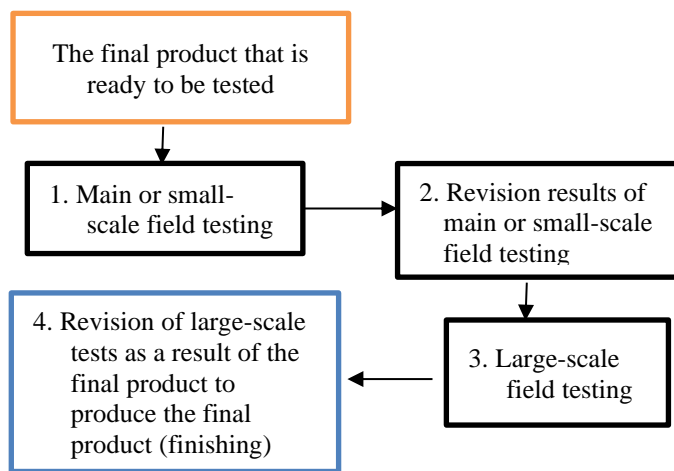 The final product that is
ready to be tested
1. Main or small-
scale field testing
2. Revision results of
main or small-scale
field testing
4. Revision of large-scale
tests as a result of the
final product to
produce the final
product (finishing)
3. Large-scale
field testing